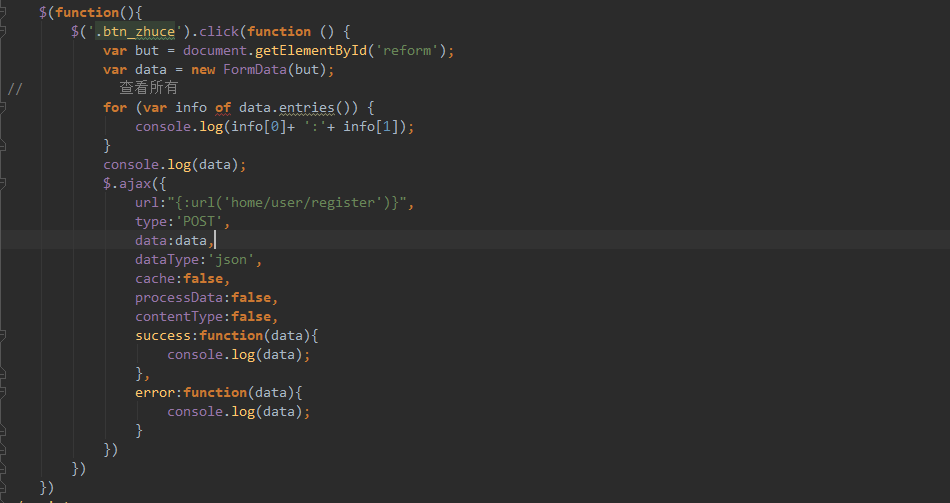 $(function(){
$('.btn_zhuce').click(function () {
var but = document.getElementById('reform');
var data = new FormData(but);
// 查看所有
for (var info of data.entries()) {
console.log(info[0]+ ':'+ info[1]);
}
console.log(data);
$.ajax({
url:"{:url('home/user/register')}",
type:'POST',
data:data,
dataType:'json',
cache:false,
processData:false,
contentType:false,
success:function(data){
console.log(data);
},
error:function(data){
console.log(data);
}
})
})
})